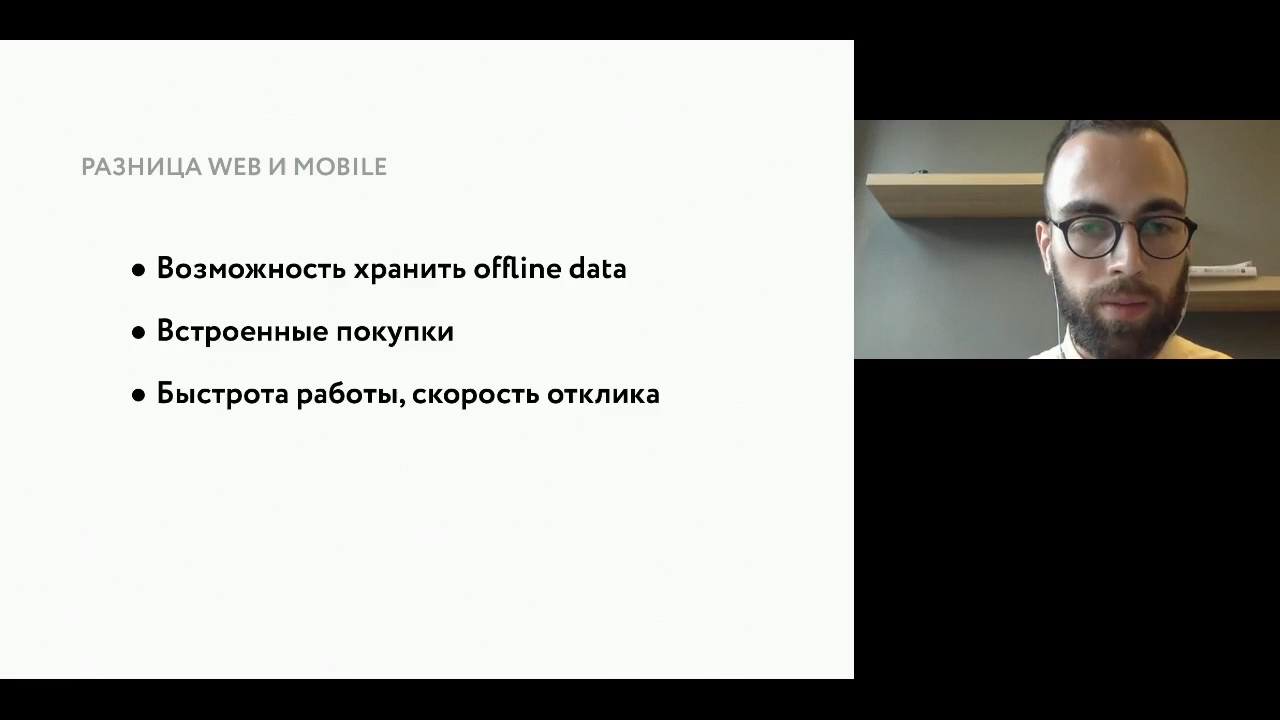 РАЗНИЦА WEB И MOBILE
● Возможность хранить offline data
● Встроенные покупки
● Быстрота работы, скорость отклика